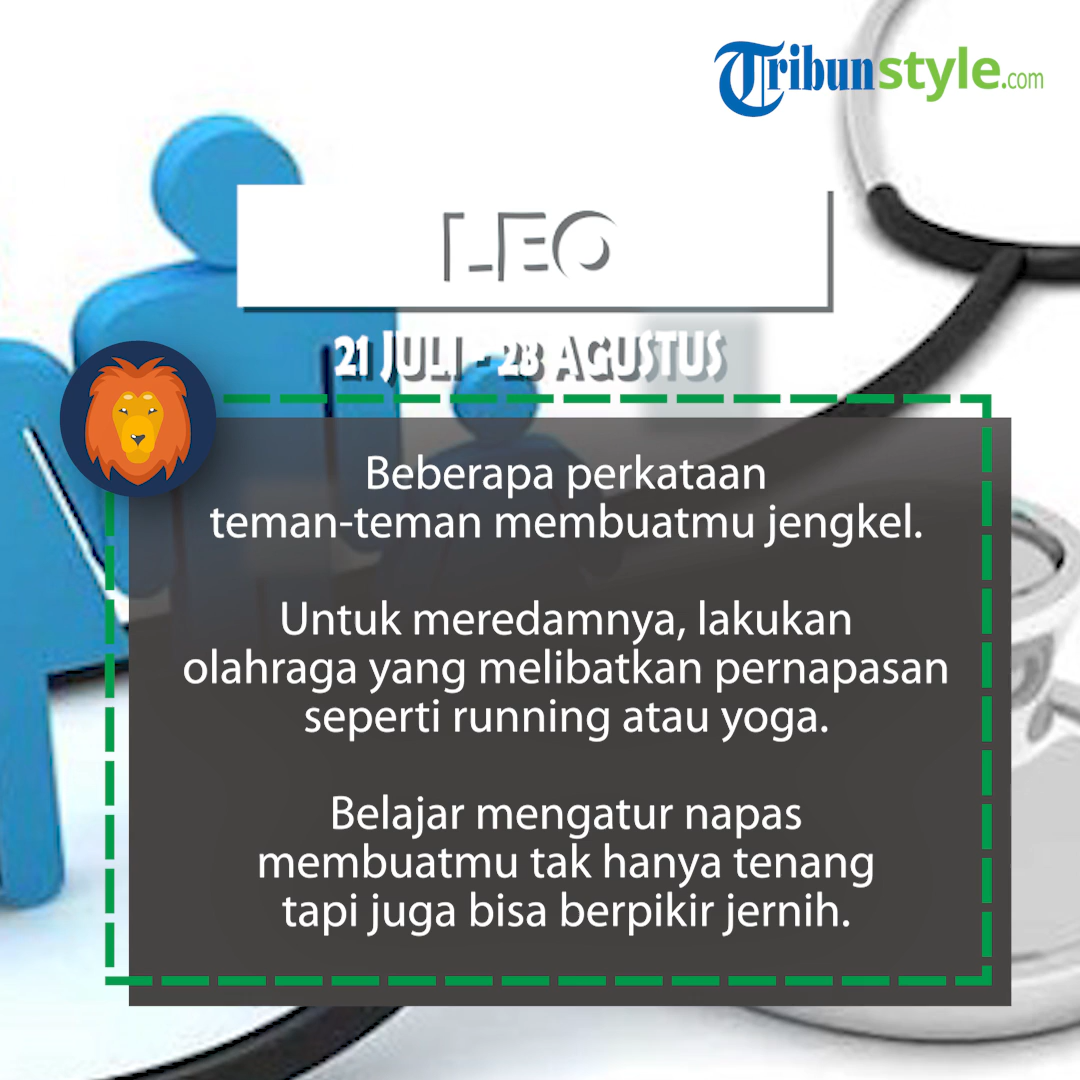 Tribunstyle.com
LEO
21 JULI - 23 AGUSTUS
Beberapa perkataan
teman-teman membuatmu jengkel.
Untuk meredamnya, lakukan
olahraga yang melibatkan pernapasan
seperti running atau yoga.
Belajar mengatur napas
membuatmu tak hanya tenang
tapi juga bisa berpikir jernih.